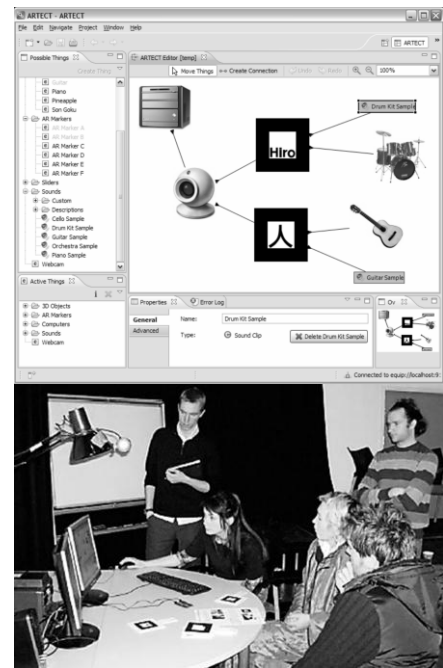 ARTECT - ARTECT
File Edit Navigate Project Window Help
ARTECT
Possible Things
ARTECT Editor [temp]
Create Thing
Move Things Create Connection Undo Redo 100%
Guitar
Piano
Pineapple
Son Goku
AR Markers
AR Marker A
AR Marker B
AR Marker C
AR Marker D
AR Marker E
AR Marker F
Sliders
Sounds
Custom
Descriptions
Cello Sample
Drum Kit Sample
Guitar Sample
Orchestra Sample
Piano Sample
Webcam
Drum Kit Sample
Hiro
人
Guitar Sample
Active Things
3D Objects
AR Markers
Computers
Sounds
Webcam
Properties Error Log
General
Advanced
Name: Drum Kit Sample
Type: Sound Clip Delete Drum Kit Sample
Ov
Connected to equip://localhost:9